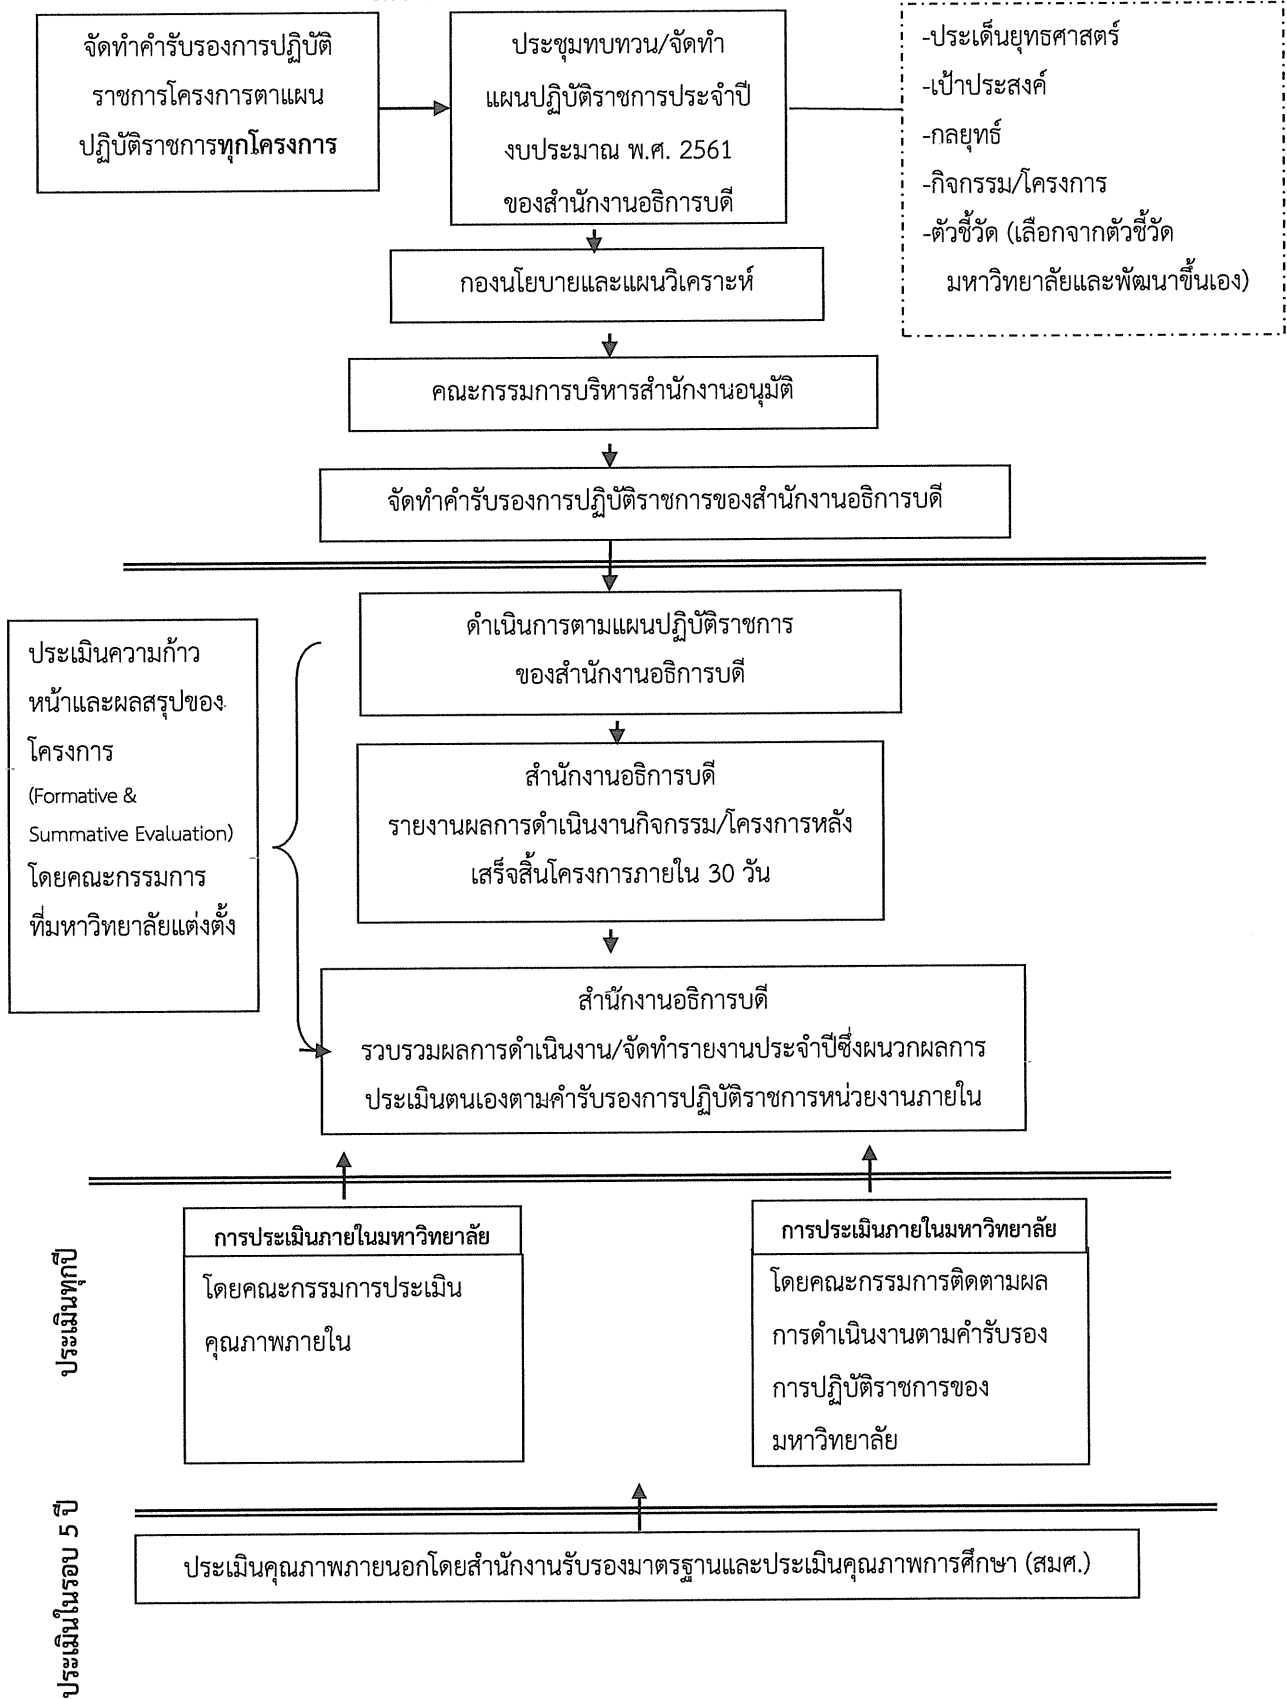 จัดทำคำรับรองการปฏิบัติ
ราชการโครงการตาแผน
ปฏิบัติราชการทุกโครงการ
ประชุมทบทวน/จัดทำ
แผนปฏิบัติราชการประจำปี
งบประมาณ พ.ศ. 2561
ของสำนักงานอธิการบดี
-ประเด็นยุทธศาสตร์
-เป้าประสงค์
-กลยุทธ์
-กิจกรรม/โครงการ
-ตัวชี้วัด (เลือกจากตัวชี้วัด
มหาวิทยาลัยและพัฒนาขึ้นเอง)
กองนโยบายและแผนวิเคราะห์
คณะกรรมการบริหารสำนักงานอนุมัติ
จัดทำคำรับรองการปฏิบัติราชการของสำนักงานอธิการบดี
ดำเนินการตามแผนปฏิบัติราชการ
ของสำนักงานอธิการบดี
ประเมินความก้าว
หน้าและผลสรุปของ
โครงการ
(Formative &
Summative Evaluation)
โดยคณะกรรมการ
ที่มหาวิทยาลัยแต่งตั้ง
สำนักงานอธิการบดี
รายงานผลการดำเนินงานกิจกรรม/โครงการหลัง
เสร็จสิ้นโครงการภายใน 30 วัน
สำนักงานอธิการบดี
รวบรวมผลการดำเนินงาน/จัดทำรายงานประจำปีซึ่งผนวกผลการ
ประเมินตนเองตามคำรับรองการปฏิบัติราชการหน่วยงานภายใน
ประเมินทุกปี
การประเมินภายในมหาวิทยาลัย
โดยคณะกรรมการประเมิน
คุณภาพภายใน
การประเมินภายในมหาวิทยาลัย
โดยคณะกรรมการติดตามผล
การดำเนินงานตามคำรับรอง
การปฏิบัติราชการของ
มหาวิทยาลัย
ประเมินในรอบ 5 ปี
ประเมินคุณภาพภายนอกโดยสำนักงานรับรองมาตรฐานและประเมินคุณภาพการศึกษา (สมศ.)